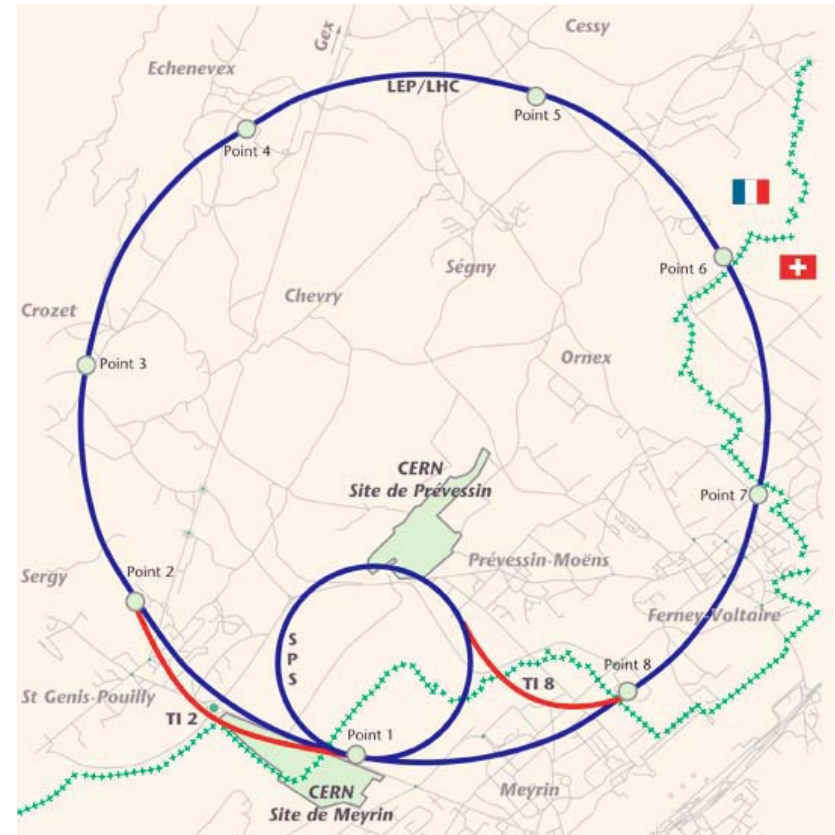 Cessy
Gex
Echenevex
LEP/LHC
Point 5
Point 4
Point 6
Ségny
Chevry
Crozet
Ornex
Point 3
CERN
Site de Prévessin
Point 7
Prévessin-Moëns
Point 2
Sergy
Ferney-Voltaire
S
P
S
Point 8
TI 8
St Genis-Pouilly
TI 2
Point 1
CERN
Site de Meyrin
Meyrin